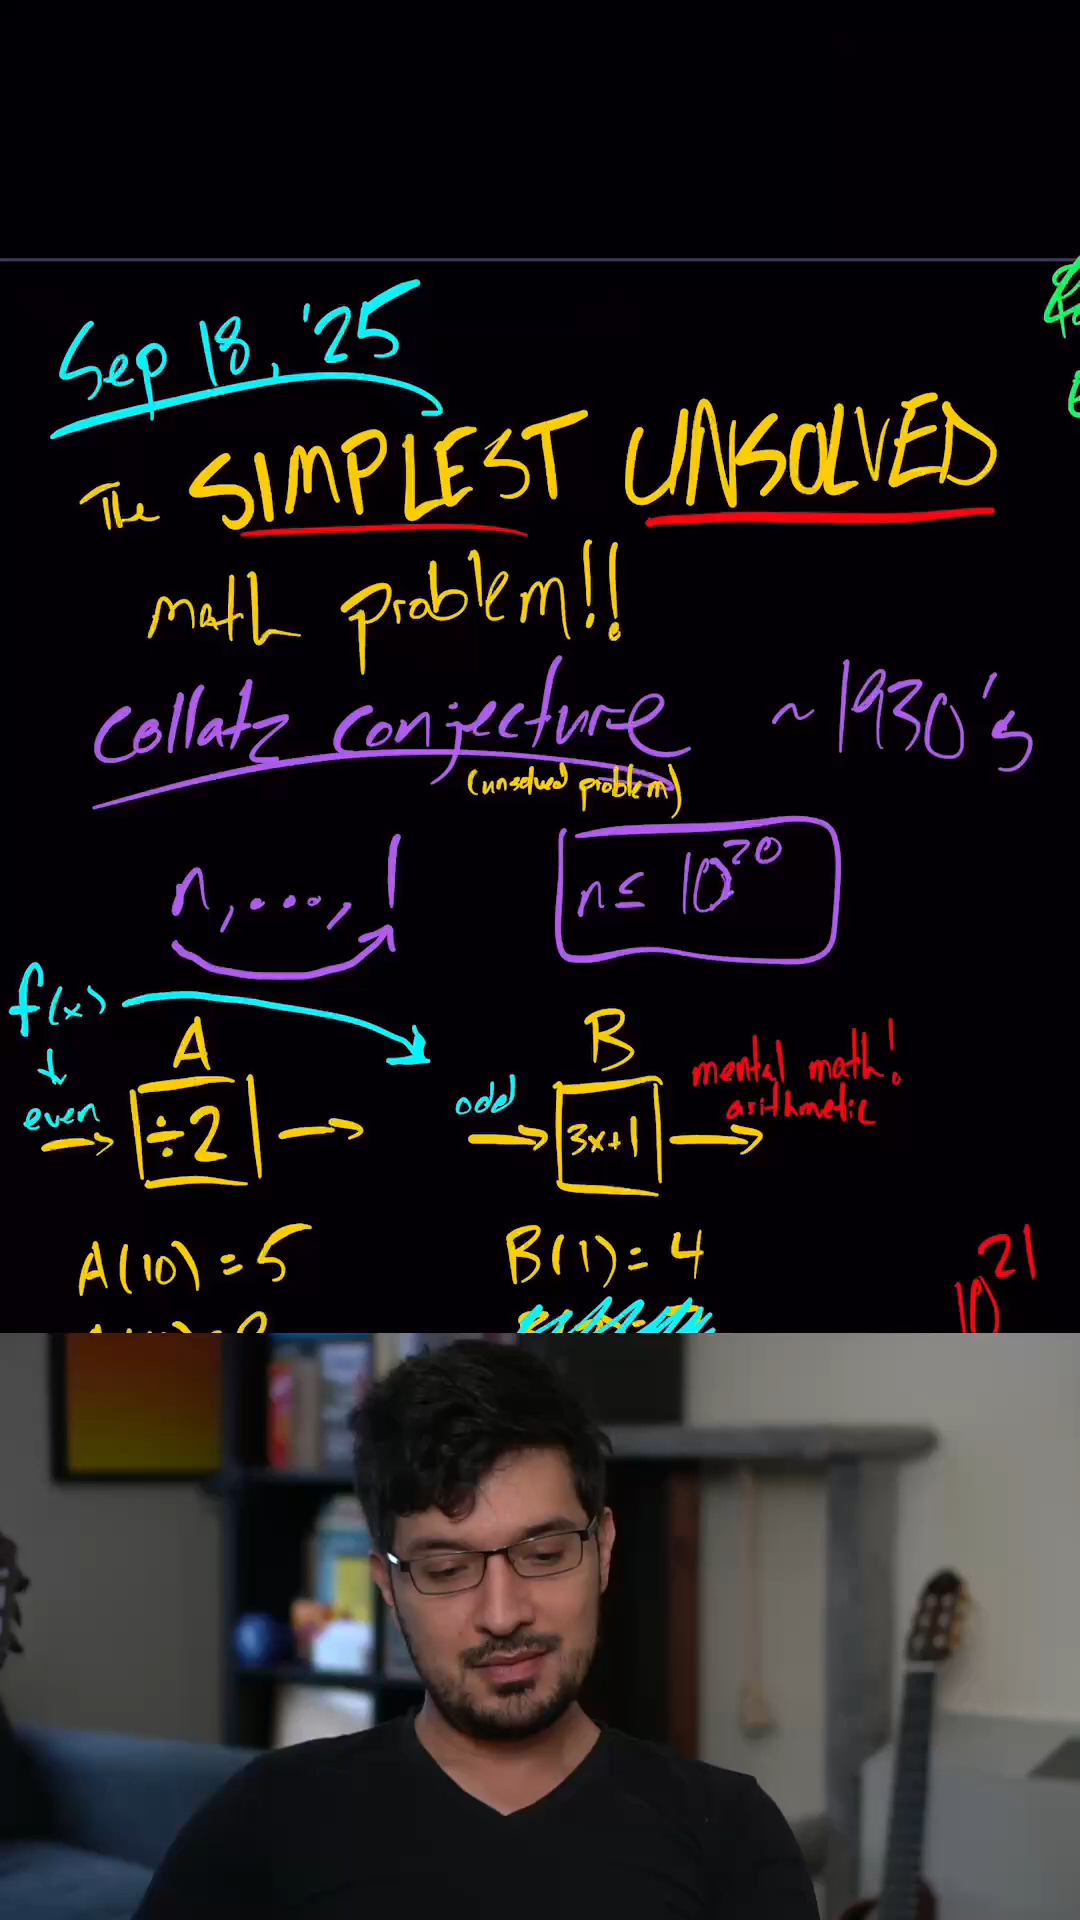 Sep 18, '25
The SIMPLEST UNSOLVED
math problem!!
Collatz conjecture ~1930's
(unsolved problem)
n, ..., 1
n ≤ 10^20
f(x)
A
B
mental math!
arithmetic
even
odd
÷2
3x+1
A(10) = 5
B(1) = 4
10^21